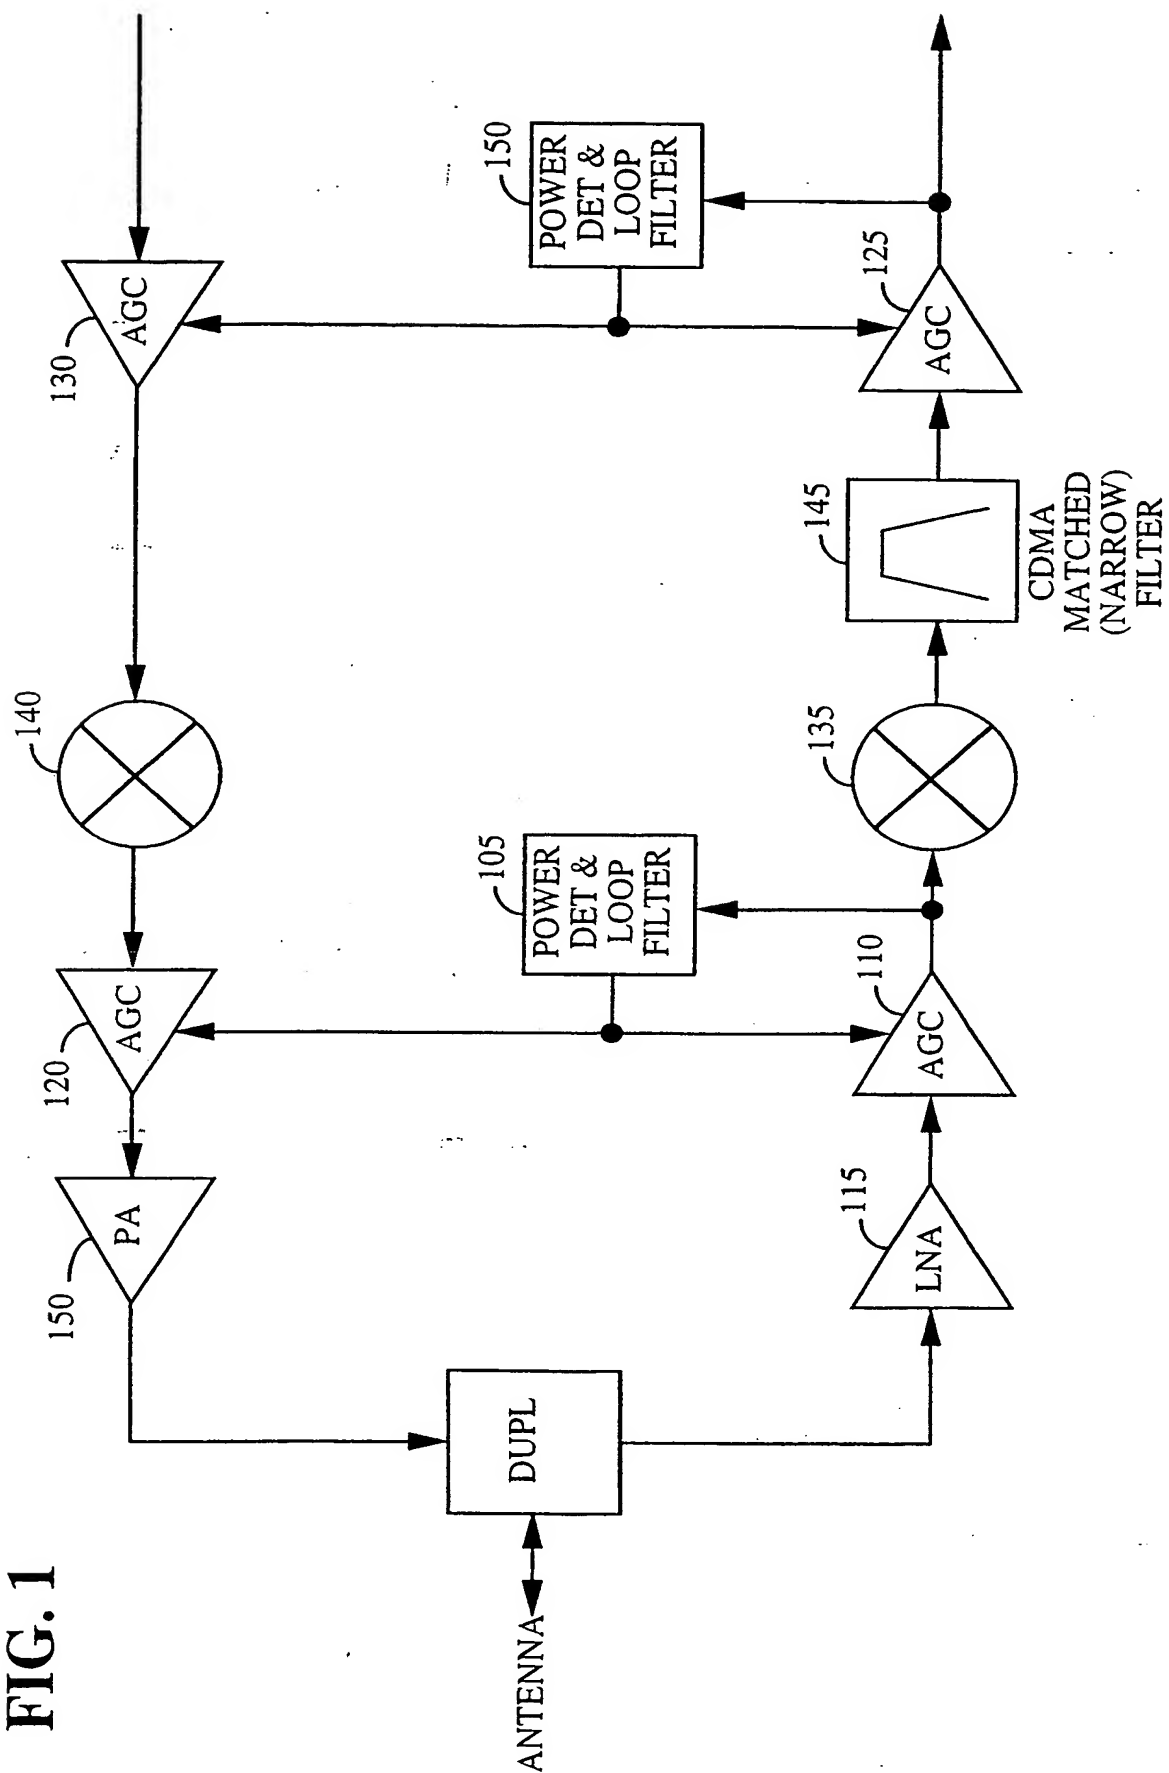 FIG. 1
130
AGC
140
120
AGC
150
PA
150
POWER
DET &
LOOP
FILTER
105
POWER
DET &
LOOP
FILTER
125
AGC
145
CDMA
MATCHED
(NARROW)
FILTER
135
110
AGC
115
LNA
DUPL
ANTENNA